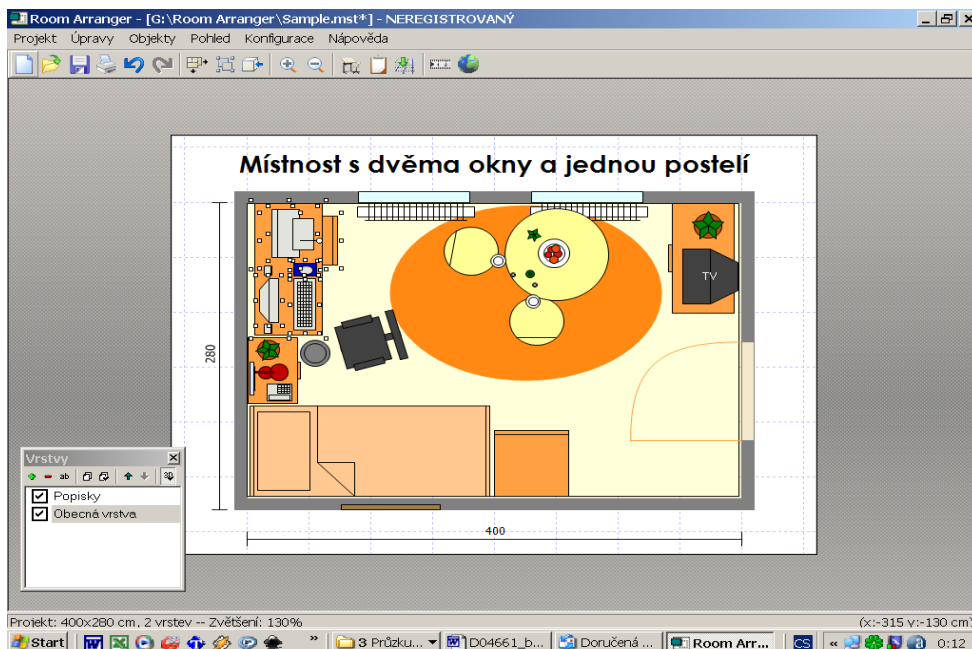 Room Arranger - [G:\Room Arranger\Sample.mst*] - NEREGISTROVANÝ
Projekt Úpravy Objekty Pohled Konfigurace Nápověda
Místnost s dvěma okny a jednou postelí
TV
280
400
Vrstvy
ab
3D
Popisky
Obecná vrstva
Projekt: 400x280 cm, 2 vrstev -- Zvětšení: 130%
(x:-315 y:-130 cm)
Start
»
3 Průzku...
D04661_b...
Doručená ...
Room Arr...
CS
«
0:12